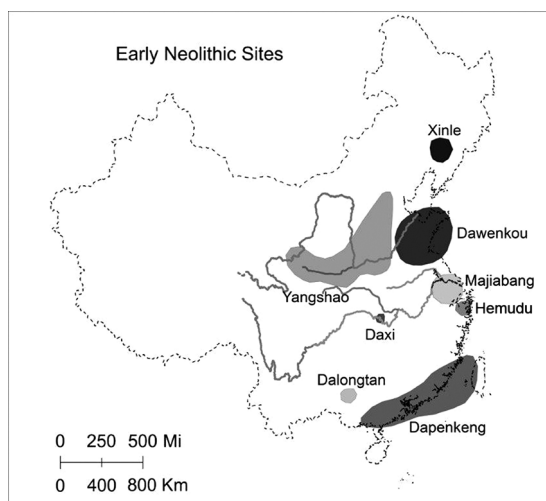 Early Neolithic Sites
Xinle
Dawenkou
Majiabang
Yangshao
Hemudu
Daxi
Dalongtan
Dapenkeng
0 250 500 Mi
0 400 800 Km